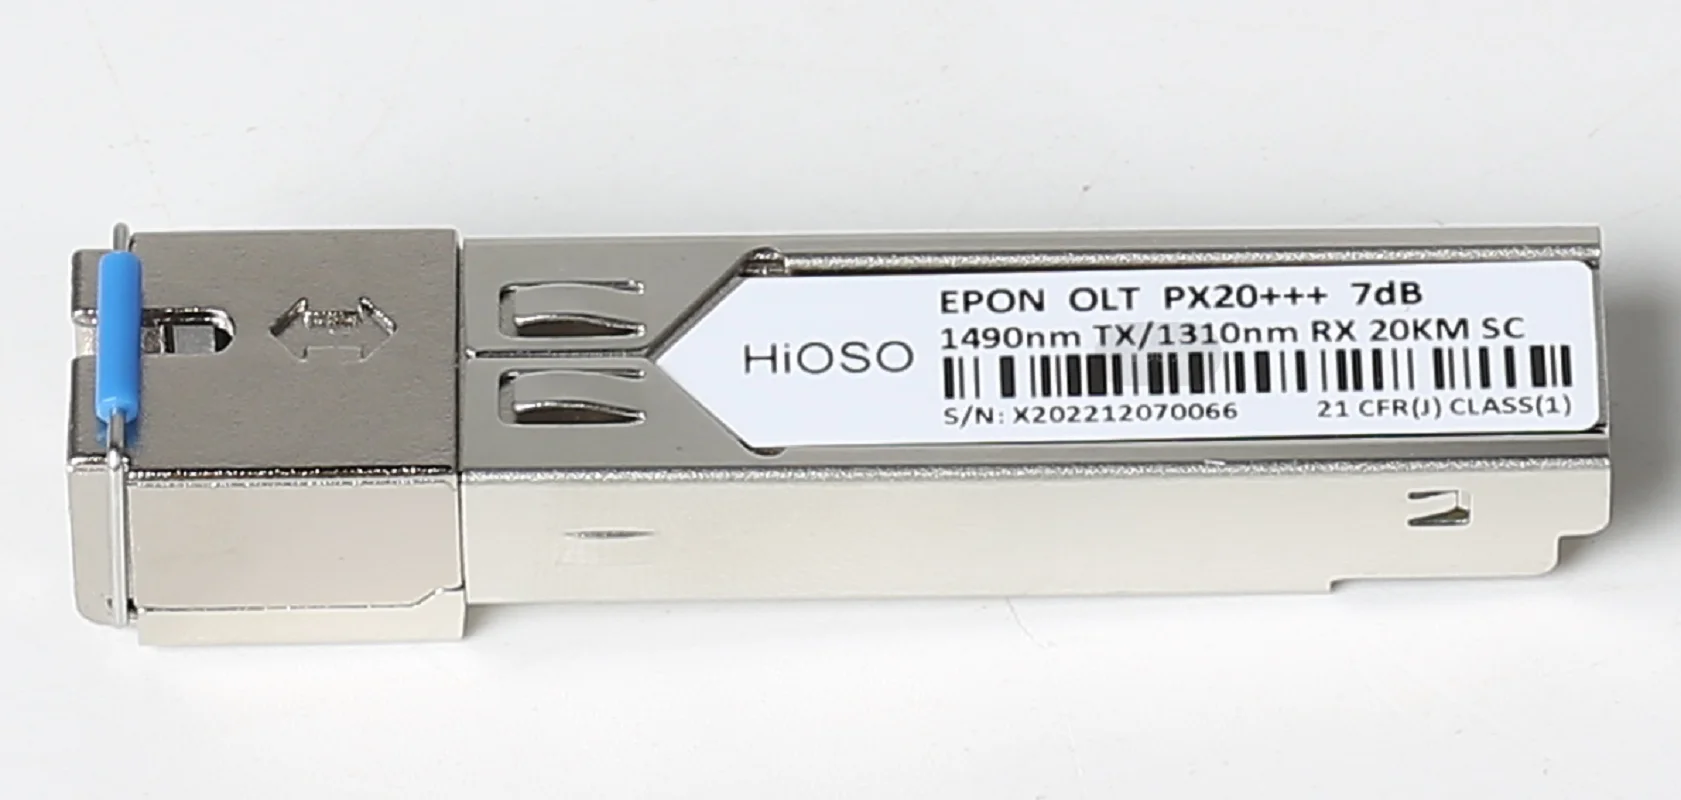 HiOSO
EPON OLT PX20+++ 7dB
1490nm TX/1310nm RX 20KM SC
S/N: X202212070066 21 CFR(J) CLASS(1)